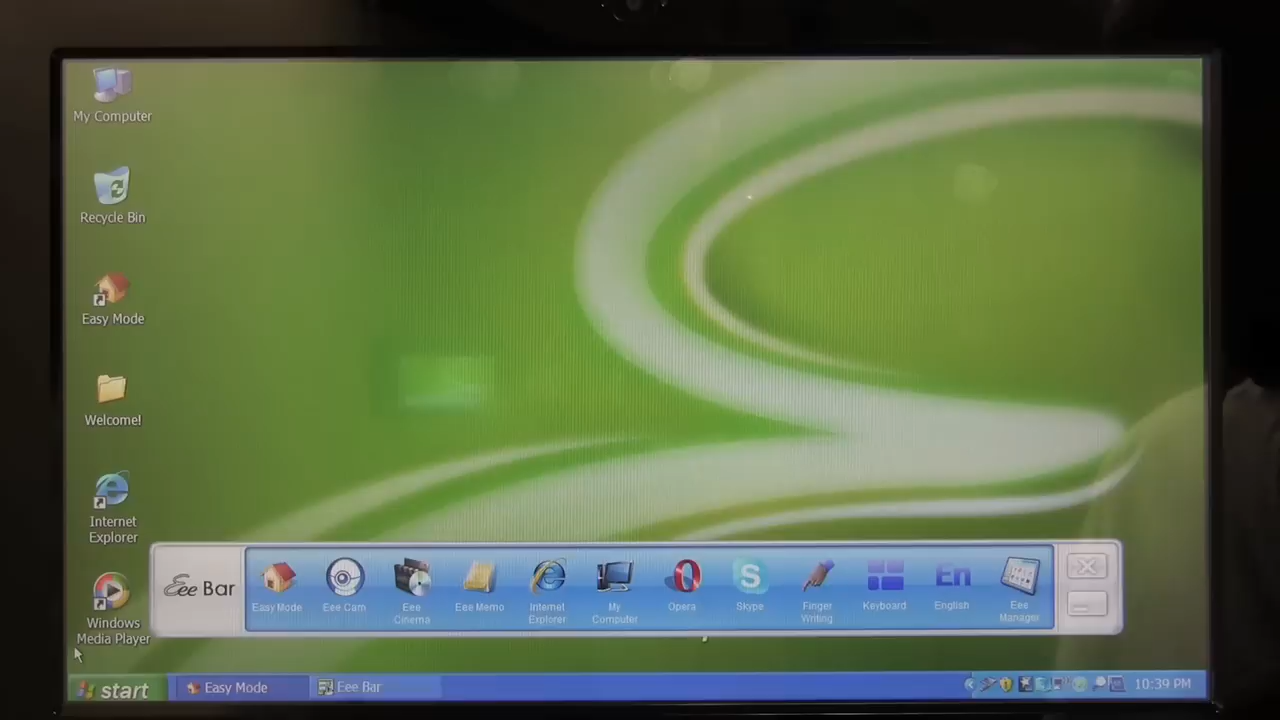 My Computer
Recycle Bin
Easy Mode
Welcome!
Internet
Explorer
Windows
Media Player
Eee Bar
Easy Mode
Eee Cam
Eee
Cinema
Eee Memo
Internet
Explorer
My
Computer
Opera
Skype
Finger
Writing
Keyboard
En
English
Eee
Manager
start
Easy Mode
Eee Bar
10:39 PM